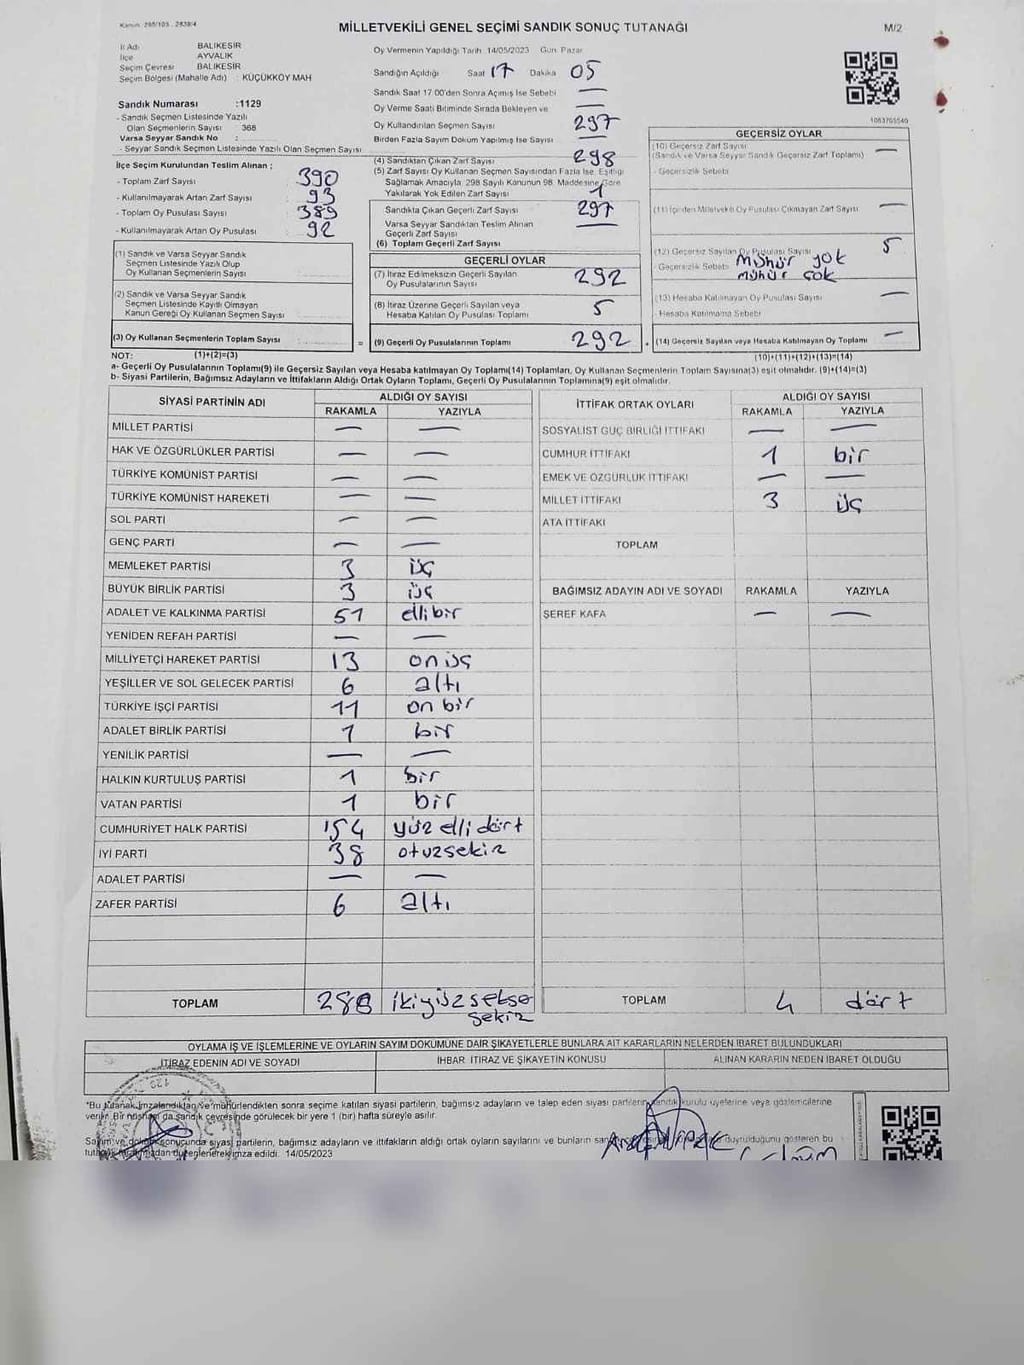 Kanun: 298/105 - 2839/4
MİLLETVEKİLİ GENEL SEÇİMİ SANDIK SONUÇ TUTANAĞI
M/2
İl Adı BALIKESİR
İlçe AYVALIK
Seçim Çevresi BALIKESİR
Seçim Bölgesi (Mahalle Adı) : KÜÇÜKKÖY MAH
Sandık Numarası :1129
- Sandık Seçmen Listesinde Yazılı
Olan Seçmenlerin Sayısı 368
Varsa Seyyar Sandık No :
- Seyyar Sandık Seçmen Listesinde Yazılı Olan Seçmen Sayısı
İlçe Seçim Kurulundan Teslim Alınan ;
- Toplam Zarf Sayısı 390
- Kullanılmayarak Artan Zarf Sayısı 93
- Toplam Oy Pusulası Sayısı 389
- Kullanılmayarak Artan Oy Pusulası 92
(1) Sandık ve Varsa Seyyar Sandık
Seçmen Listesinde Yazılı Olup
Oy Kullanan Seçmenlerin Sayısı
(2) Sandık ve Varsa Seyyar Sandık
Seçmen Listesinde Kayıtlı Olmayan
Kanun Gereği Oy Kullanan Seçmen Sayısı
(3) Oy Kullanan Seçmenlerin Toplam Sayısı =
Oy Vermenin Yapıldığı Tarih 14/05/2023 Gün: Pazar
Sandığın Açıldığı Saat 17 Dakika 05
Sandık Saat 17.00'den Sonra Açımış İse Sebebi —
Oy Verme Saati Bitiminde Sırada Bekleyen ve —
Oy Kullandırılan Seçmen Sayısı 297
Birden Fazla Sayım Döküm Yapılmış İse Sayısı —
(4) Sandıktan Çıkan Zarf Sayısı 298
(5) Zarf Sayısı Oy Kullanan Seçmen Sayısından Fazla İse, Eşitliği
Sağlamak Amacıyla, 298 Sayılı Kanunun 98. Maddesine Göre
Yakılarak Yok Edilen Zarf Sayısı 1
Sandıkta Çıkan Geçerli Zarf Sayısı 297
Varsa Seyyar Sandıktan Teslim Alınan —
Geçerli Zarf Sayısı
(6) Toplam Geçerli Zarf Sayısı
GEÇERLİ OYLAR
(7) İtiraz Edilmeksizin Geçerli Sayılan 292
Oy Pusulalarının Sayısı
(8) İtiraz Üzerine Geçerli Sayılan veya 5
Hesaba Katılan Oy Pusulası Toplamı
(9) Geçerli Oy Pusulalarının Toplamı 292 +
1083705540
GEÇERSİZ OYLAR
(10) Geçersiz Zarf Sayısı —
(Sandık ve Varsa Seyyar Sandık Geçersiz Zarf Toplamı)
- Geçersizlik Sebebi
(11) İçinden Milletvekili Oy Pusulası Çıkmayan Zarf Sayısı —
(12) Geçersiz Sayılan Oy Pusulası Sayısı 5
- Geçersizlik Sebebi mühür yok
mühür çok
(13) Hesaba Katılmayan Oy Pusulası Sayısı —
- Hesaba Katılmama Sebebi
(14) Geçersiz Sayılan veya Hesaba Katılmayan Oy Toplamı —
NOT: (1)+(2)=(3) (10)+(11)+(12)+(13)=(14)
a- Geçerli Oy Pusulalarının Toplamı(9) ile Geçersiz Sayılan veya Hesaba katılmayan Oy Toplamı(14) Toplamları, Oy Kullanan Seçmenlerin Toplam Sayısına(3) eşit olmalıdır. (9)+(14)=(3)
b- Siyasi Partilerin, Bağımsız Adayların ve İttifakların Aldığı Ortak Oyların Toplamı, Geçerli Oy Pusulalarının Toplamına(9) eşit olmalıdır.
SİYASİ PARTİNİN ADI ALDIĞI OY SAYISI
RAKAMLA YAZIYLA
MİLLET PARTİSİ — —
HAK VE ÖZGÜRLÜKLER PARTİSİ — —
TÜRKİYE KOMÜNİST PARTİSİ — —
TÜRKİYE KOMÜNİST HAREKETİ — —
SOL PARTİ — —
GENÇ PARTİ — —
MEMLEKET PARTİSİ 3 üç
BÜYÜK BİRLİK PARTİSİ 3 üç
ADALET VE KALKINMA PARTİSİ 51 ellibir
YENİDEN REFAH PARTİSİ — —
MİLLİYETÇİ HAREKET PARTİSİ 13 onüç
YEŞİLLER VE SOL GELECEK PARTİSİ 6 altı
TÜRKİYE İŞÇİ PARTİSİ 11 on bir
ADALET BİRLİK PARTİSİ 1 bir
YENİLİK PARTİSİ — —
HALKIN KURTULUŞ PARTİSİ 1 bir
VATAN PARTİSİ 1 bir
CUMHURİYET HALK PARTİSİ 154 yüz elli dört
İYİ PARTİ 38 otuzsekiz
ADALET PARTİSİ — —
ZAFER PARTİSİ 6 altı
TOPLAM 288 ikiyüzsekse
sekiz
İTTİFAK ORTAK OYLARI ALDIĞI OY SAYISI
RAKAMLA YAZIYLA
SOSYALİST GÜÇ BİRLİĞİ İTTİFAKI — —
CUMHUR İTTİFAKI 1 bir
EMEK VE ÖZGÜRLÜK İTTİFAKI — —
MİLLET İTTİFAKI 3 üç
ATA İTTİFAKI
TOPLAM
BAĞIMSIZ ADAYIN ADI VE SOYADI RAKAMLA YAZIYLA
ŞEREF KAFA — —
TOPLAM 4 dört
OYLAMA İŞ VE İŞLEMLERİNE VE OYLARIN SAYIM DÖKÜMÜNE DAİR ŞİKAYETLERLE BUNLARA AİT KARARLARIN NELERDEN İBARET BULUNDUKLARI
İTİRAZ EDENİN ADI VE SOYADI İHBAR İTİRAZ VE ŞİKAYETİN KONUSU ALINAN KARARIN NEDEN İBARET OLDUĞU
*Bu tutanak imzalandıktan ve mühürlendikten sonra seçime katılan siyasi partilerin, bağımsız adayların ve talep eden siyasi partilerin sandık kurulu üyelerine veya gözlemcilerine
verilir. Bir nüshası da sandık çevresinde görülecek bir yere 1 (bir) hafta süreyle asılır.
Sayım ve döküm sonucunda siyasi partilerin, bağımsız adayların ve ittifakların aldığı ortak oyların sayılarını ve bunların duyrulduğunu gösteren bu
düzenlenerek imza edildi. 14/05/2023